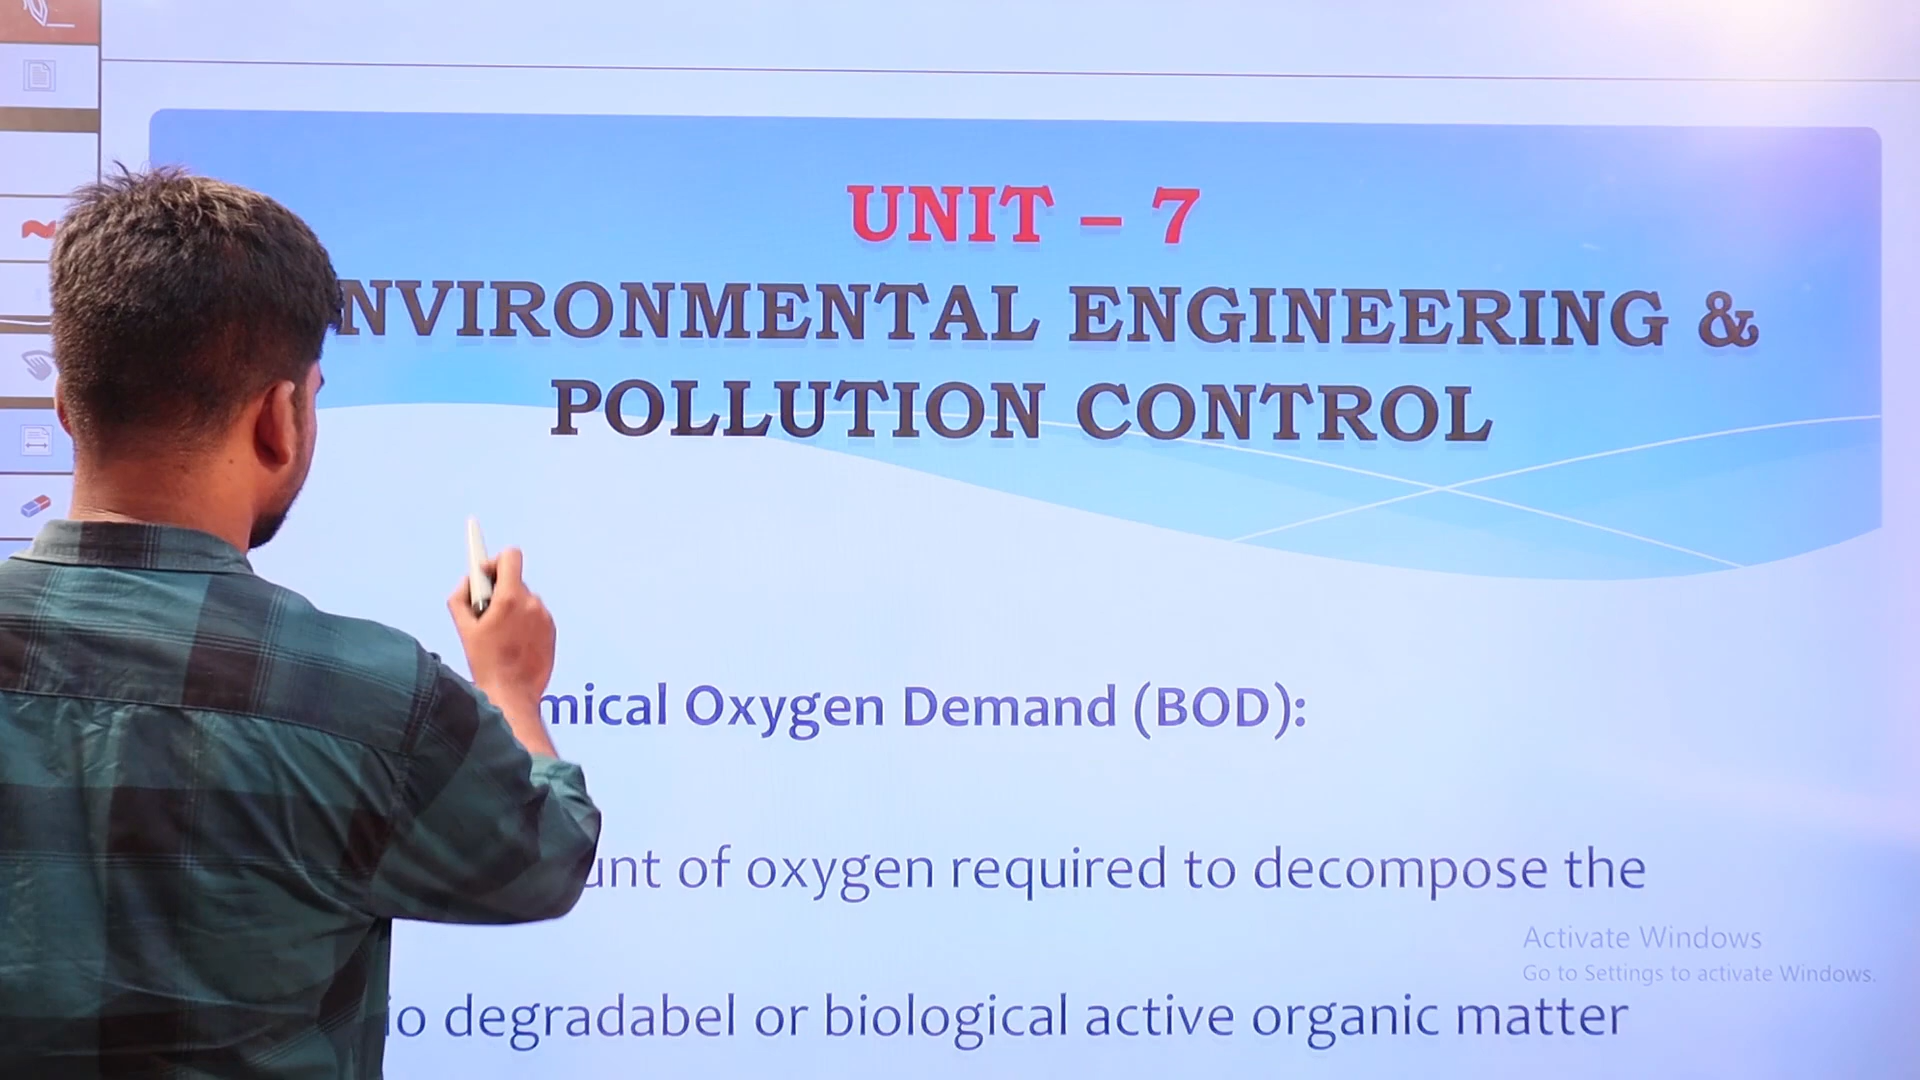 UNIT – 7
NVIRONMENTAL ENGINEERING &
POLLUTION CONTROL
mical Oxygen Demand (BOD):
unt of oxygen required to decompose the
Activate Windows
Go to Settings to activate Windows.
io degradabel or biological active organic matter